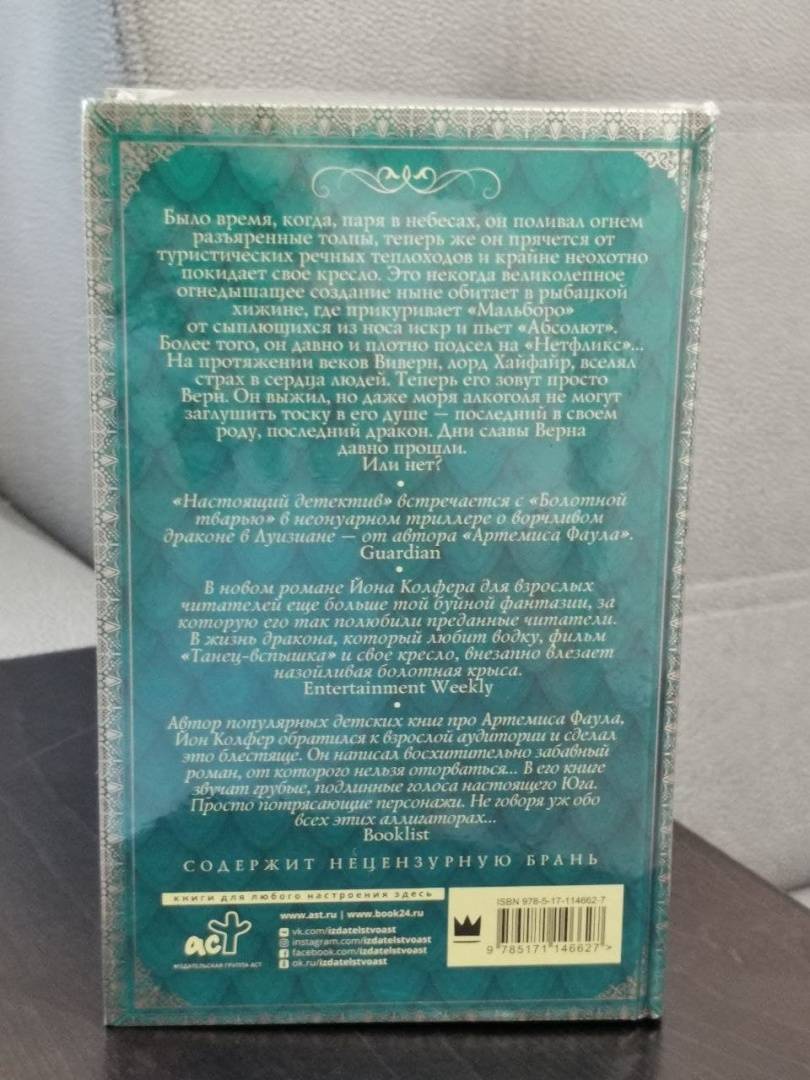 Было время, когда, паря в небесах, он поливал огнем
разъяренные толпы, теперь же он прячется от
туристических речных теплоходов и крайне неохотно
покидает свое кресло. Это некогда великолепное
огнедышащее создание ныне обитает в рыбацкой
хижине, где прикуривает «Мальборо»
от сыплющихся из носа искр и пьет «Абсолют».
Более того, он давно и плотно подсел на «Нетфликс»...
На протяжении веков Виверн, лорд Хайфайр, вселял
страх в сердца людей. Теперь его зовут просто
Верн. Он выжил, но даже моря алкоголя не могут
заглушить тоску в его душе — последний в своем
роду, последний дракон. Дни славы Верна
давно прошли.
Или нет?
•
«Настоящий детектив» встречается с «Болотной
тварью» в неонуарном триллере о ворчливом
драконе в Луизиане — от автора «Артемиса Фаула».
Guardian
•
В новом романе Йона Колфера для взрослых
читателей еще больше той буйной фантазии, за
которую его так полюбили преданные читатели.
В жизнь дракона, который любит водку, фильм
«Танец-вспышка» и свое кресло, внезапно влезает
назойливая болотная крыса.
Entertainment Weekly
•
Автор популярных детских книг про Артемиса Фаула,
Йон Колфер обратился к взрослой аудитории и сделал
это блестяще. Он написал восхитительно забавный
роман, от которого нельзя оторваться... В его книге
звучат грубые, подлинные голоса настоящего Юга.
Просто потрясающие персонажи. Не говоря уж обо
всех этих аллигаторах...
Booklist
СОДЕРЖИТ НЕЦЕНЗУРНУЮ БРАНЬ
книги для любого настроения здесь
аст
ИЗДАТЕЛЬСКАЯ ГРУППА АСТ
www.ast.ru | www.book24.ru
vk.com/izdatelstvoast
instagram.com/izdatelstvoast
facebook.com/izdatelstvoast
ok.ru/izdatelstvoast
ISBN 978-5-17-114662-7
9 785171 146627>